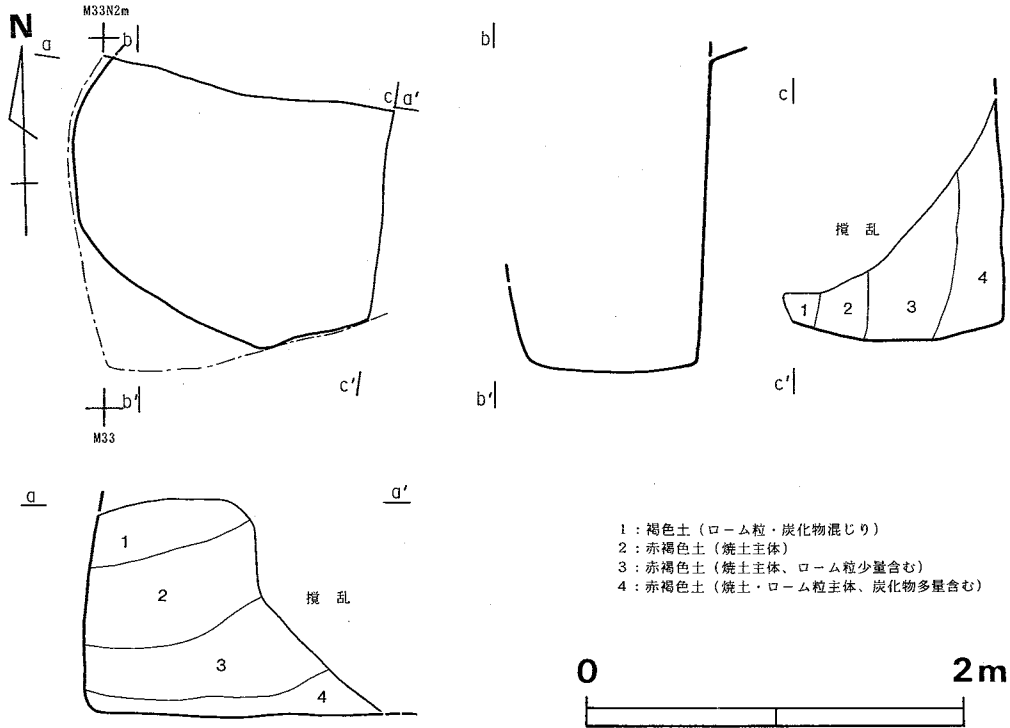 M33N2m
N
a
b
c a'
b'
c'
M33
b
b'
c
攪 乱
1
2
3
4
c'
a
a'
1
2
3
4
攪 乱
1:褐色土(ローム粒・炭化物混じり)
2:赤褐色土(焼土主体)
3:赤褐色土(焼土主体、ローム粒少量含む)
4:赤褐色土(焼土・ローム粒主体、炭化物多量含む)
0 2m